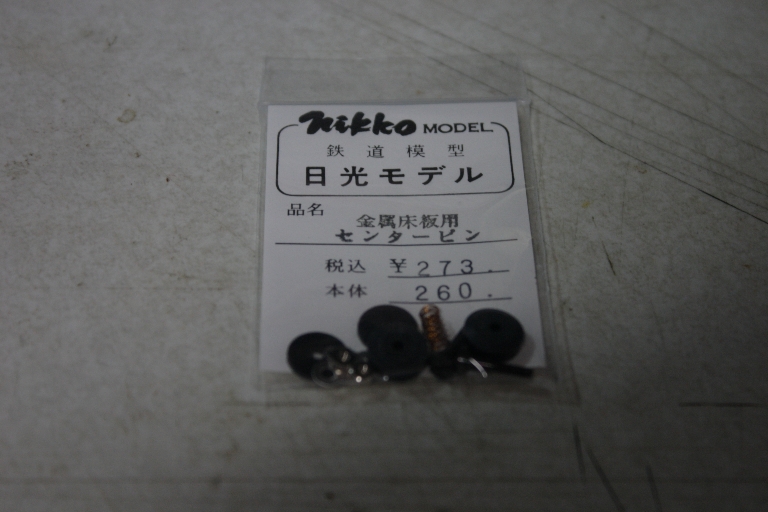 Nikko MODEL
鉄道模型
日光モデル
品名
金属床板用
センターピン
税込 ¥273.
本体 260.